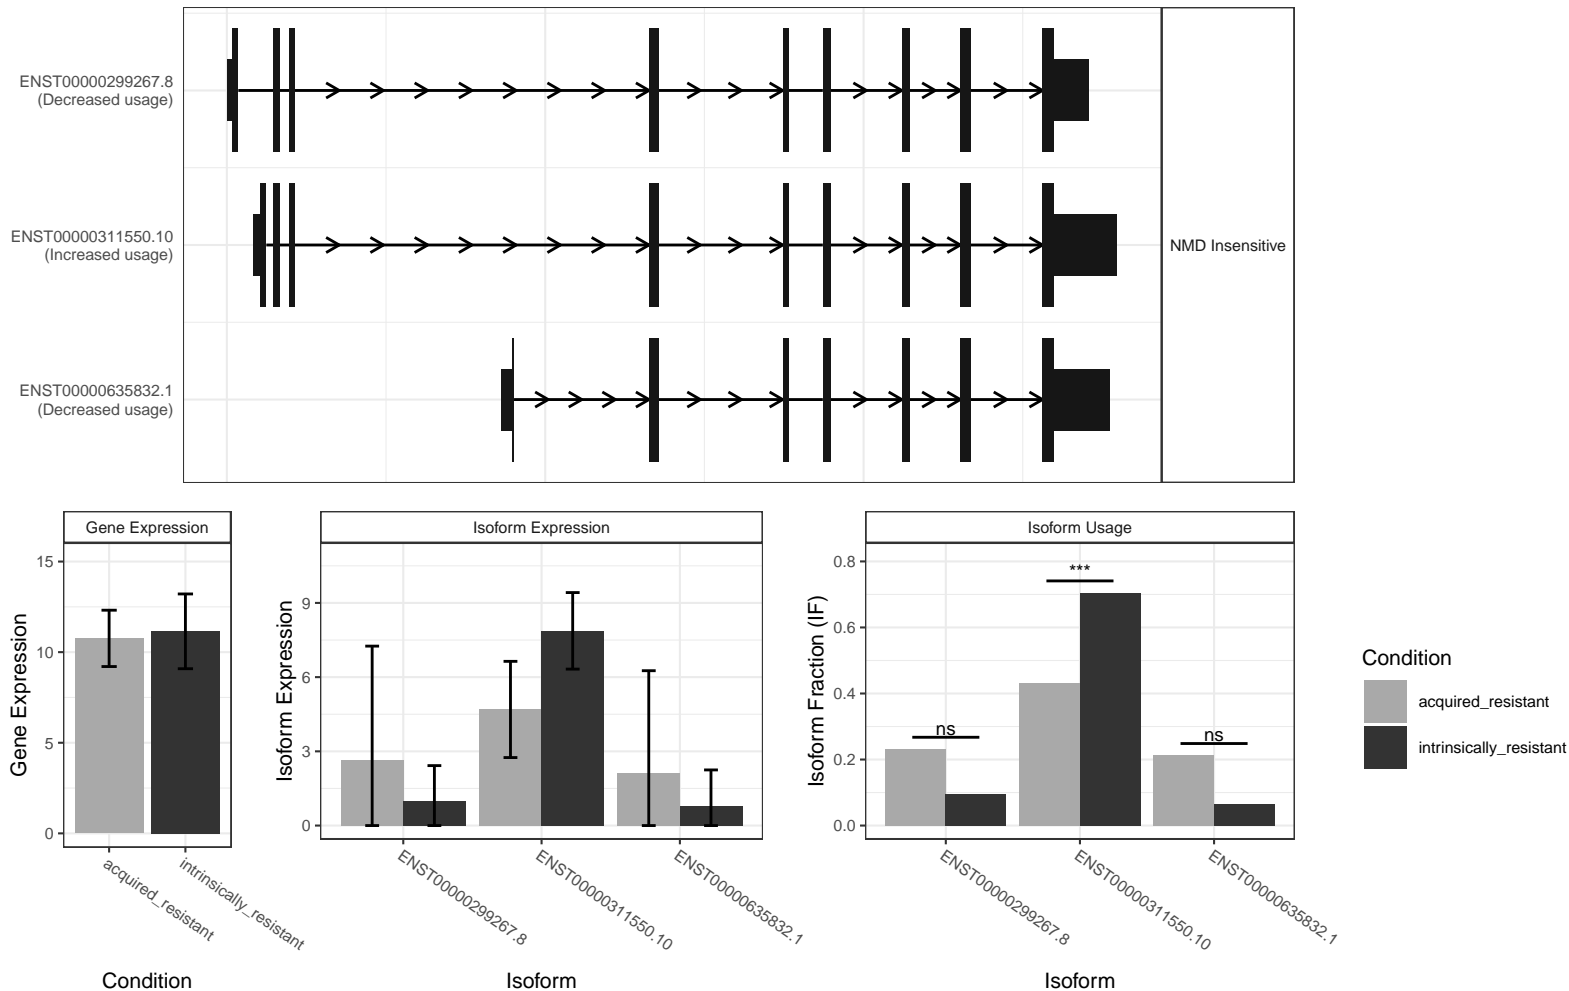 ENST00000299267.8
(Decreased usage)
ENST00000311550.10
(Increased usage)
ENST00000635832.1
(Decreased usage)
NMD Insensitive
Gene Expression
Gene Expression
15
10
5
0
acquired_resistant
intrinsically_resistant
Condition
Isoform Expression
Isoform Expression
9
6
3
0
ENST00000299267.8
ENST00000311550.10
ENST00000635832.1
Isoform
Isoform Usage
Isoform Fraction (IF)
0.8
0.6
0.4
0.2
0.0
ns
***
ns
ENST00000299267.8
ENST00000311550.10
ENST00000635832.1
Isoform
Condition
acquired_resistant
intrinsically_resistant